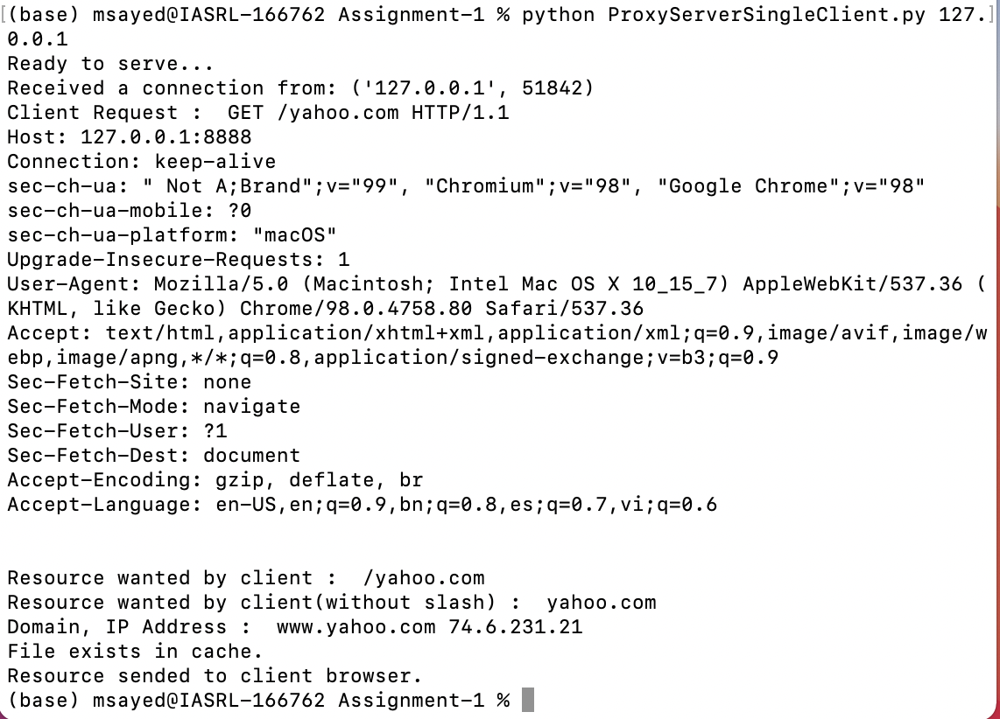 (base) msayed@IASRL-166762 Assignment-1 % python ProxyServerSingleClient.py 127.
0.0.1
Ready to serve...
Received a connection from: ('127.0.0.1', 51842)
Client Request :  GET /yahoo.com HTTP/1.1
Host: 127.0.0.1:8888
Connection: keep-alive
sec-ch-ua: " Not A;Brand";v="99", "Chromium";v="98", "Google Chrome";v="98"
sec-ch-ua-mobile: ?0
sec-ch-ua-platform: "macOS"
Upgrade-Insecure-Requests: 1
User-Agent: Mozilla/5.0 (Macintosh; Intel Mac OS X 10_15_7) AppleWebKit/537.36 (
KHTML, like Gecko) Chrome/98.0.4758.80 Safari/537.36
Accept: text/html,application/xhtml+xml,application/xml;q=0.9,image/avif,image/w
ebp,image/apng,*/*;q=0.8,application/signed-exchange;v=b3;q=0.9
Sec-Fetch-Site: none
Sec-Fetch-Mode: navigate
Sec-Fetch-User: ?1
Sec-Fetch-Dest: document
Accept-Encoding: gzip, deflate, br
Accept-Language: en-US,en;q=0.9,bn;q=0.8,es;q=0.7,vi;q=0.6
Resource wanted by client :  /yahoo.com
Resource wanted by client(without slash) :  yahoo.com
Domain, IP Address :  www.yahoo.com 74.6.231.21
File exists in cache.
Resource sended to client browser.
(base) msayed@IASRL-166762 Assignment-1 %